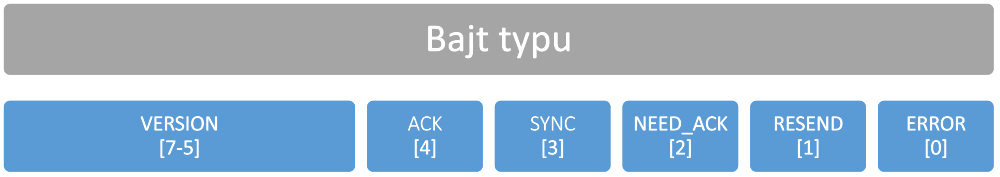 Bajt typu
VERSION
[7-5]
ACK
[4]
SYNC
[3]
NEED_ACK
[2]
RESEND
[1]
ERROR
[0]